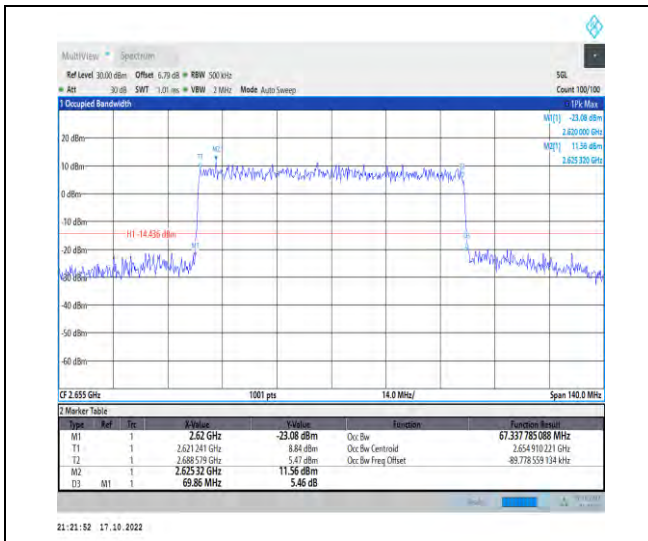 MultiView Spectrum
Ref Level 30.00 dBm Offset 6.79 dB RBW 500 kHz SGL
Att 30 dB SWT 1.01 ms VBW 2 MHz Mode Auto Sweep Count 100/100
1 Occupied Bandwidth 1Pk Max
M1[1] -23.08 dBm
2.620 000 GHz
M2[1] 11.56 dBm
2.625 320 GHz
20 dBm
T1 M2
10 dBm
0 dBm
-10 dBm
H1 -14.436 dBm
-20 dBm
M1
-30 dBm
-40 dBm
-50 dBm
-60 dBm
CF 2.655 GHz 1001 pts 14.0 MHz/ Span 140.0 MHz
2 Marker Table
Type Ref Trc X-Value Y-Value Function Function Result
M1 1 2.62 GHz -23.08 dBm Occ Bw 67.337 785 088 MHz
T1 1 2.621 241 GHz 8.84 dBm Occ Bw Centroid 2.654 910 221 GHz
T2 1 2.688 579 GHz 5.47 dBm Occ Bw Freq Offset -89.778 559 134 kHz
M2 1 2.625 32 GHz 11.56 dBm
D3 M1 1 69.86 MHz 5.46 dB
21:21:52 17.10.2022